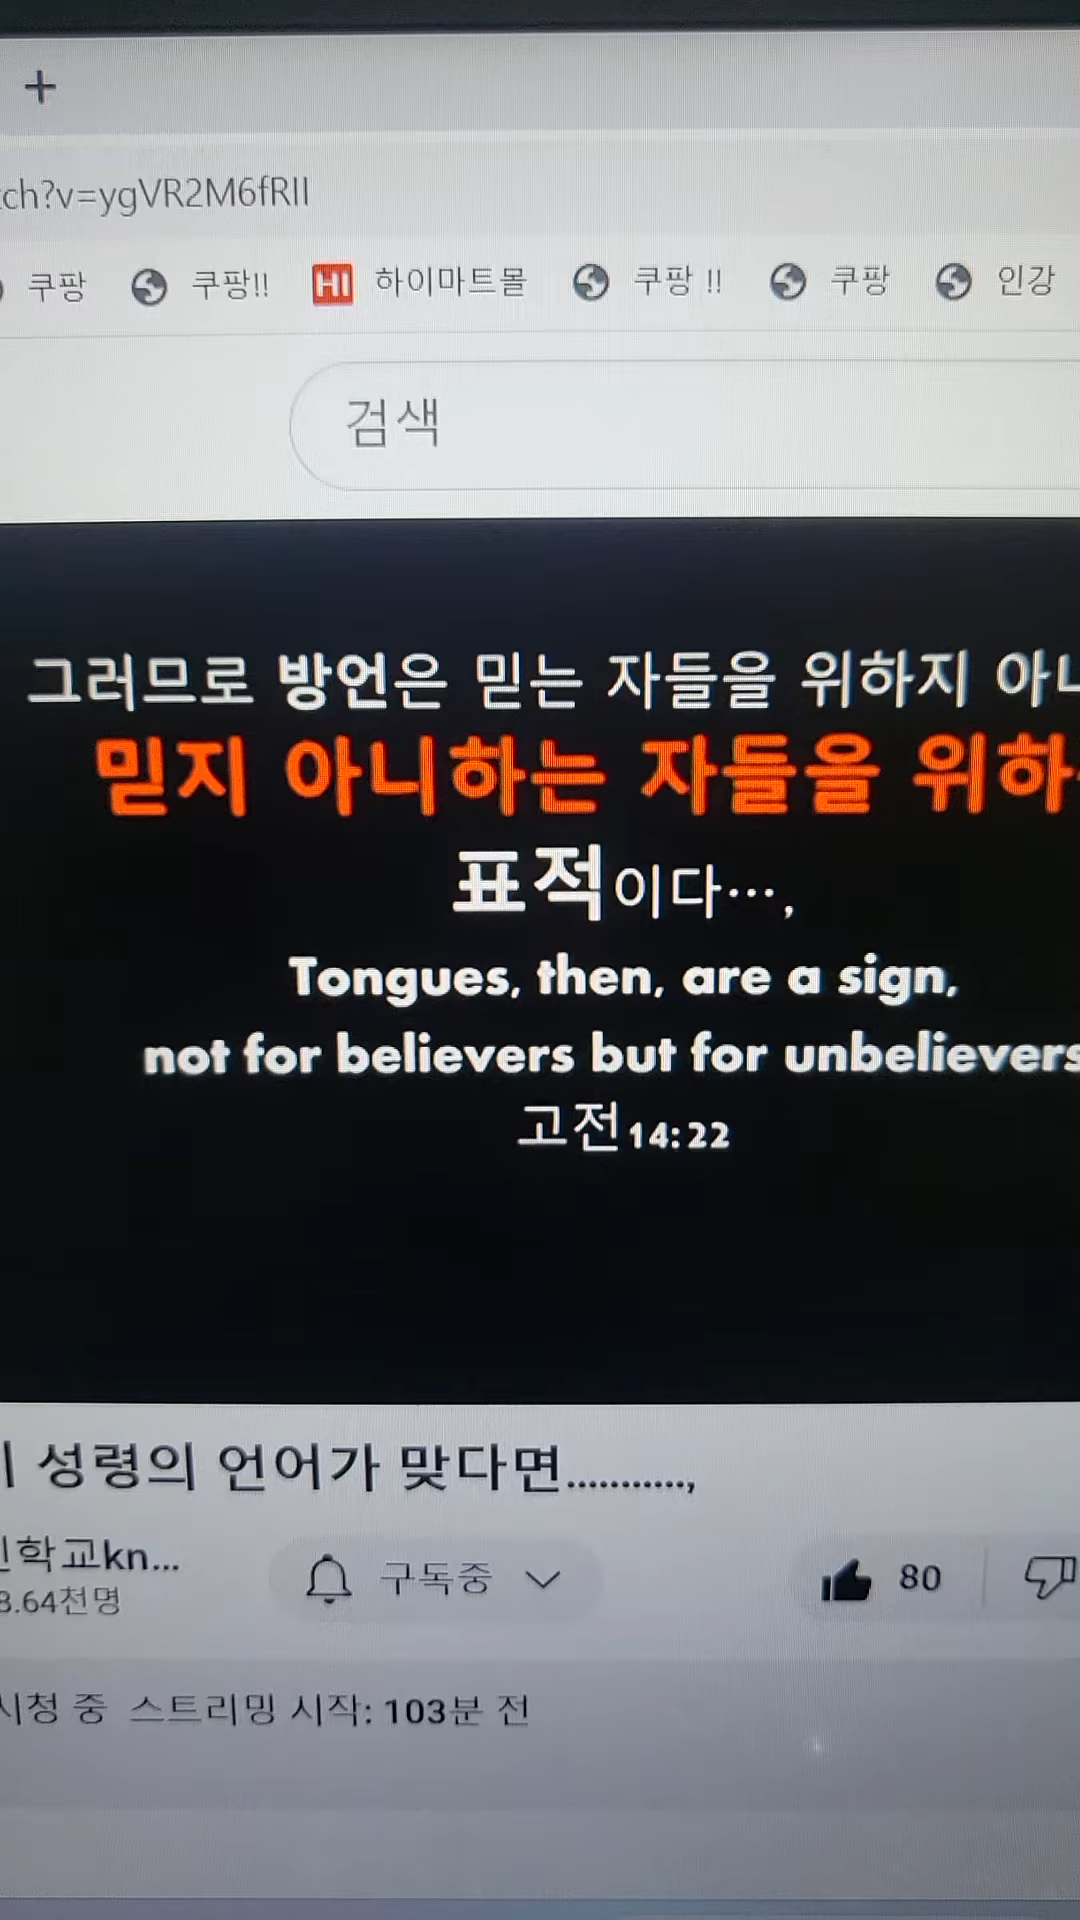 +
ch?v=ygVR2M6fRII
쿠팡 쿠팡!! HI 하이마트몰 쿠팡 !! 쿠팡 인강
검색
그러므로 방언은 믿는 자들을 위하지
믿지 아니하는 자들을 위하
표적이다…,
Tongues, then, are a sign,
not for believers but for unbelievers
고전14:22
성령의 언어가 맞다면...........,
학교kn...
구독중
80
8.64천명
시청 중 스트리밍 시작: 103분 전